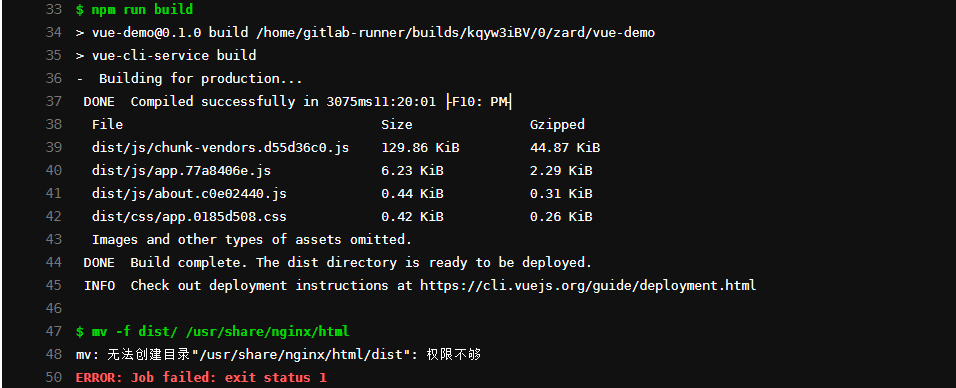 33 $ npm run build
34 > vue-demo@0.1.0 build /home/gitlab-runner/builds/kqyw3iBV/0/zard/vue-demo
35 > vue-cli-service build
36 -  Building for production...
37  DONE  Compiled successfully in 3075ms11:20:01 ├F10: PM┤
38   File                                 Size               Gzipped
39   dist/js/chunk-vendors.d55d36c0.js    129.86 KiB         44.87 KiB
40   dist/js/app.77a8406e.js              6.23 KiB           2.29 KiB
41   dist/js/about.c0e02440.js            0.44 KiB           0.31 KiB
42   dist/css/app.0185d508.css            0.42 KiB           0.26 KiB
43   Images and other types of assets omitted.
44  DONE  Build complete. The dist directory is ready to be deployed.
45  INFO  Check out deployment instructions at https://cli.vuejs.org/guide/deployment.html
46
47 $ mv -f dist/ /usr/share/nginx/html
48 mv: 无法创建目录"/usr/share/nginx/html/dist": 权限不够
50 ERROR: Job failed: exit status 1